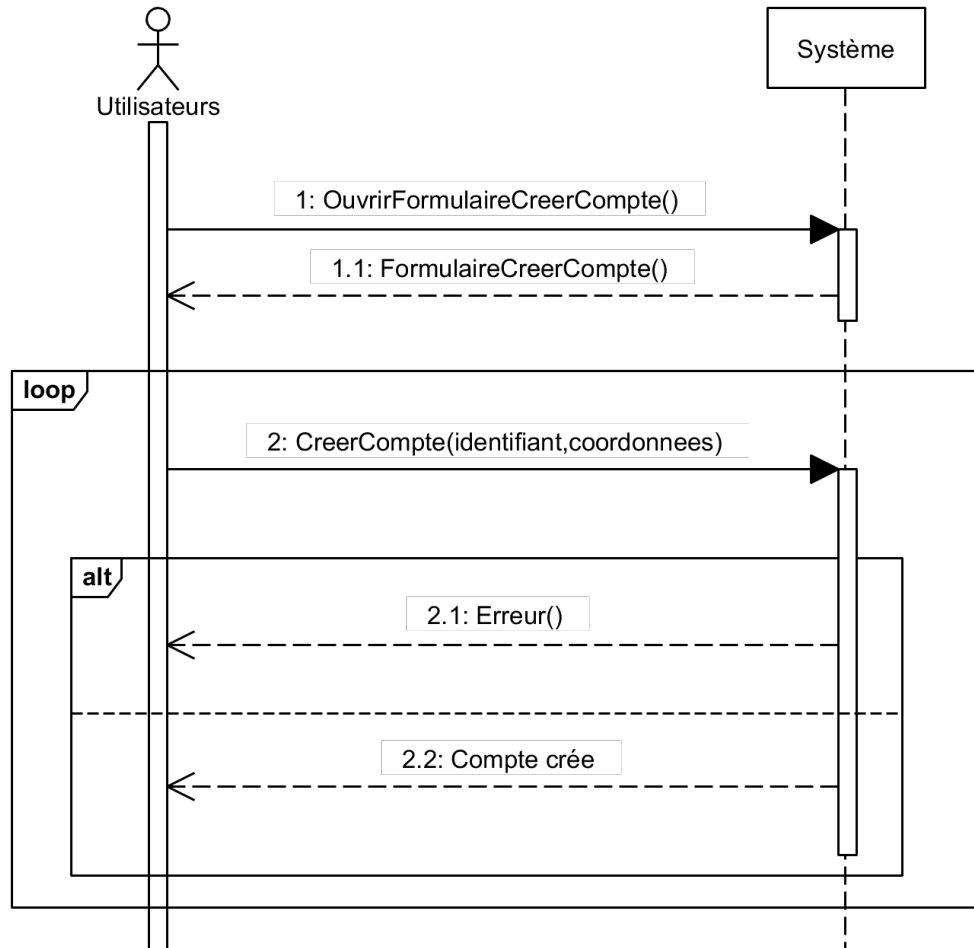 Utilisateurs
Système
1: OuvrirFormulaireCreerCompte()
1.1: FormulaireCreerCompte()
loop
2: CreerCompte(identifiant,coordonnees)
alt
2.1: Erreur()
2.2: Compte crée